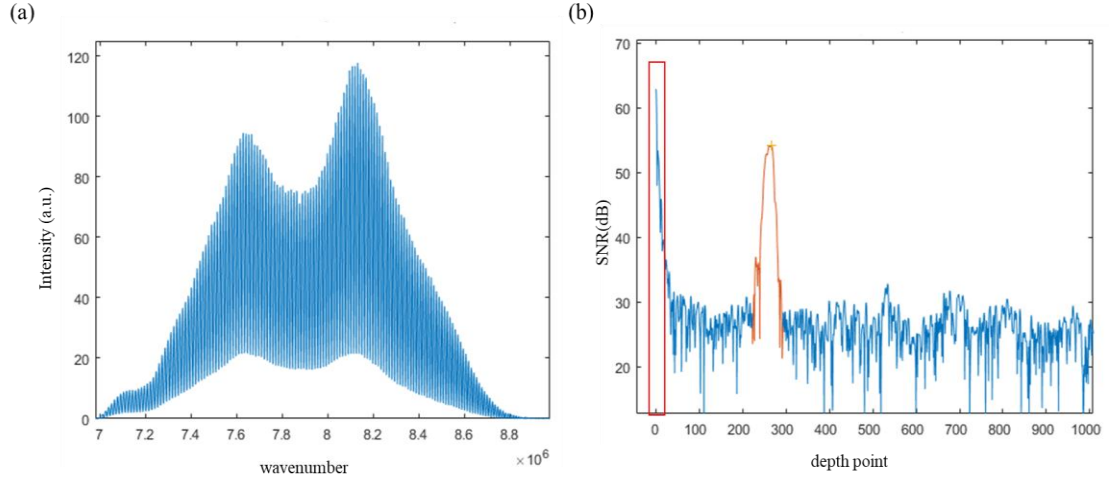 (a)
120
100
80
60
40
20
0
Intensity (a.u.)
7 7.2 7.4 7.6 7.8 8 8.2 8.4 8.6 8.8
× 10⁶
wavenumber
(b)
70
60
50
40
30
20
SNR(dB)
0 100 200 300 400 500 600 700 800 900 1000
depth point